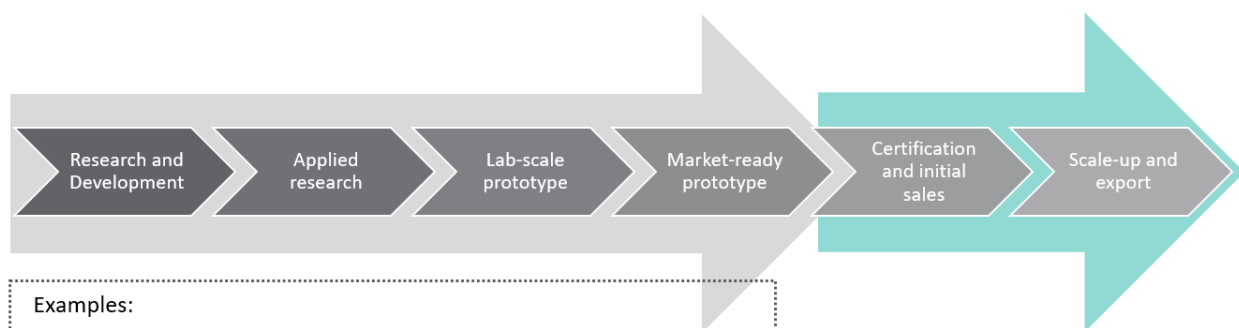 Research and
Development
Applied
research
Lab-scale
prototype
Market-ready
prototype
Certification
and initial
sales
Scale-up and
export
Examples: